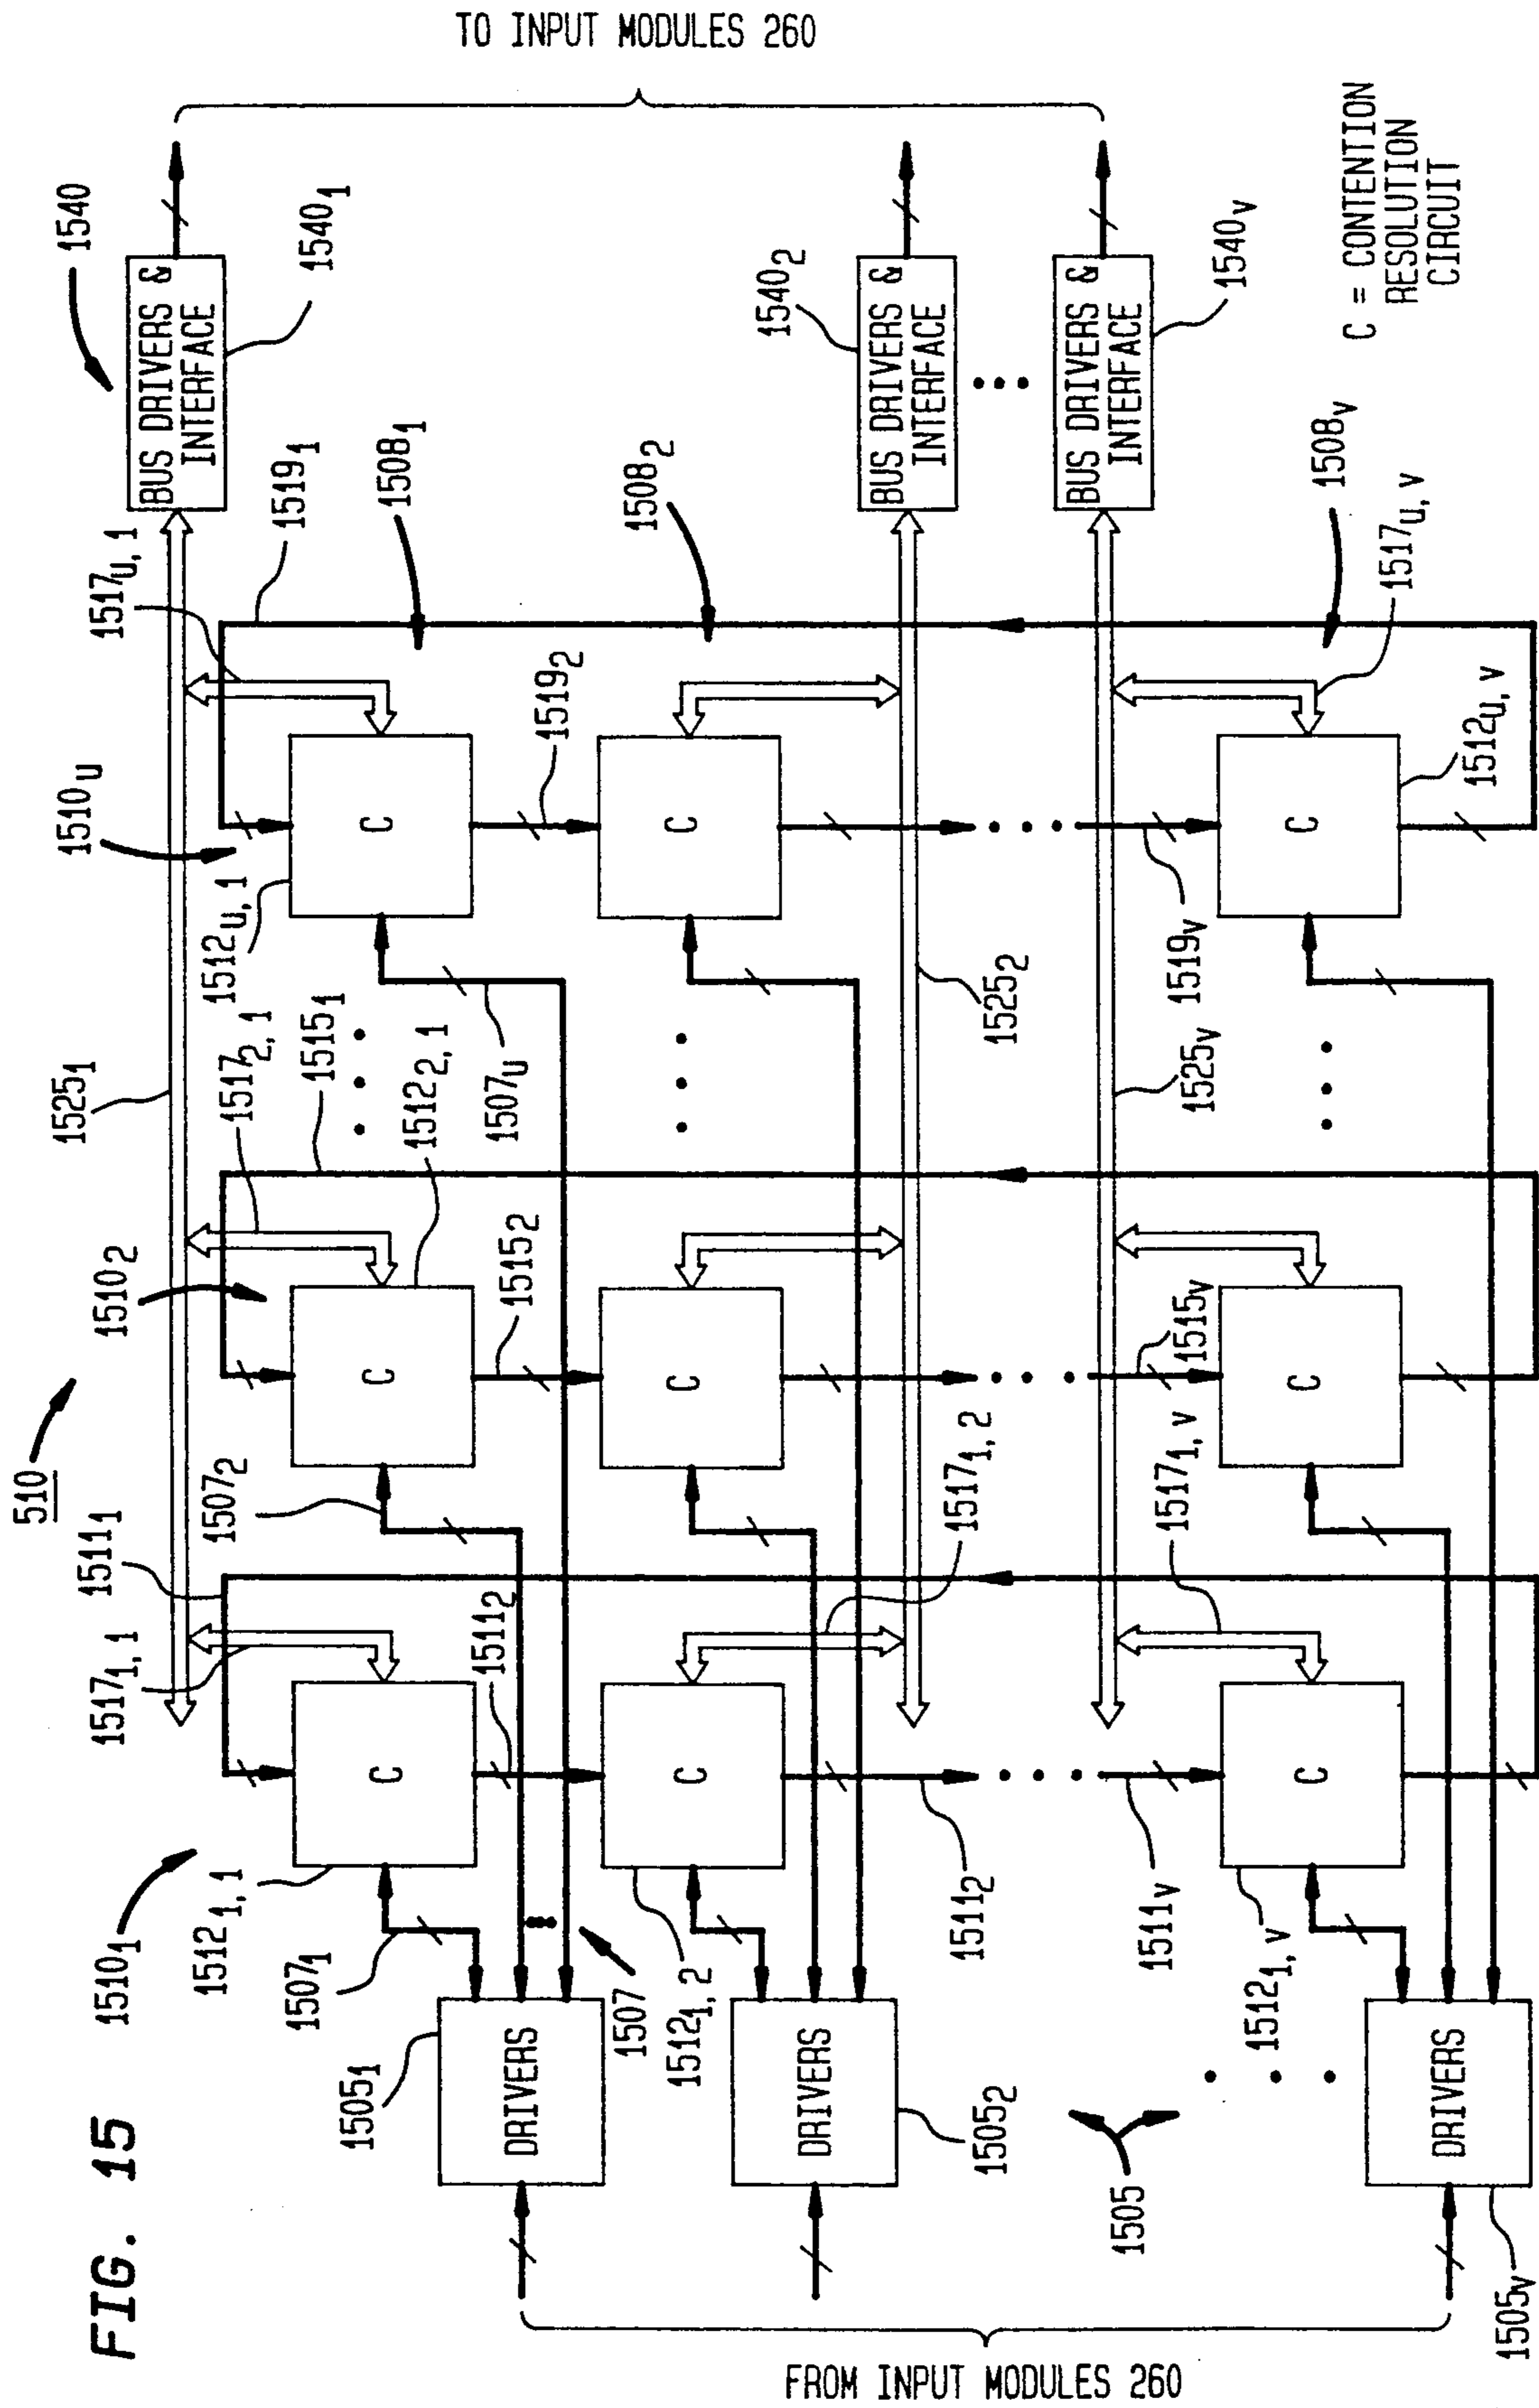 FIG. 15
510
1510₁
1510₂
1510ᵤ
1525₁
1540
1517₁,₁
1511₁
1517₂,₁
1515₁
1517ᵤ,₁
1519₁
BUS DRIVERS &
INTERFACE
1540₁
TO INPUT MODULES 260
1512₁,₁
1507₁
C
1511₂
1507₂
C
1515₂
1512₂,₁
1512ᵤ,₁
1507ᵤ
C
1519₂
1508₁
1505₁
DRIVERS
1507
1512₁,₂
C
1517₁,₂
C
C
1508₂
1525₂
1540₂
BUS DRIVERS &
INTERFACE
DRIVERS
1505₂
1511₂
1511ᵥ
1515ᵥ
1519ᵥ
1525ᵥ
BUS DRIVERS &
INTERFACE
1540ᵥ
1505
1512₁,ᵥ
C
1517₁,ᵥ
C
C
1508ᵥ
1517ᵤ,ᵥ
1512ᵤ,ᵥ
DRIVERS
1505ᵥ
FROM INPUT MODULES 260
C = CONTENTION
RESOLUTION
CIRCUIT